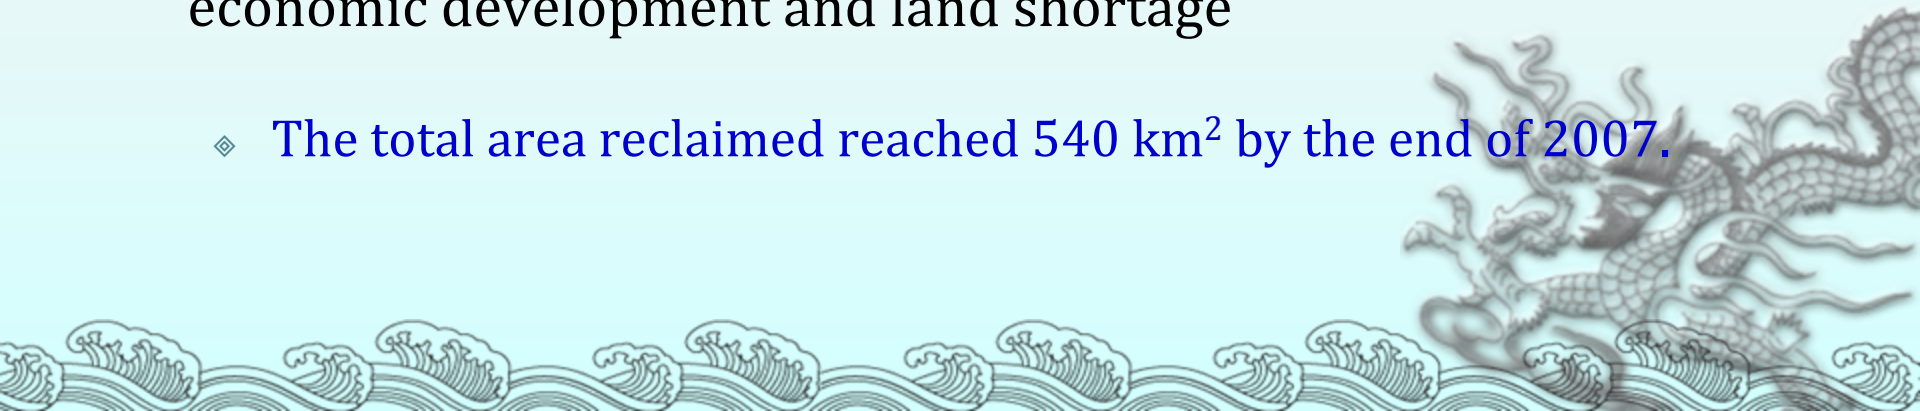 economic development and land shortage
The total area reclaimed reached 540 km² by the end of 2007.